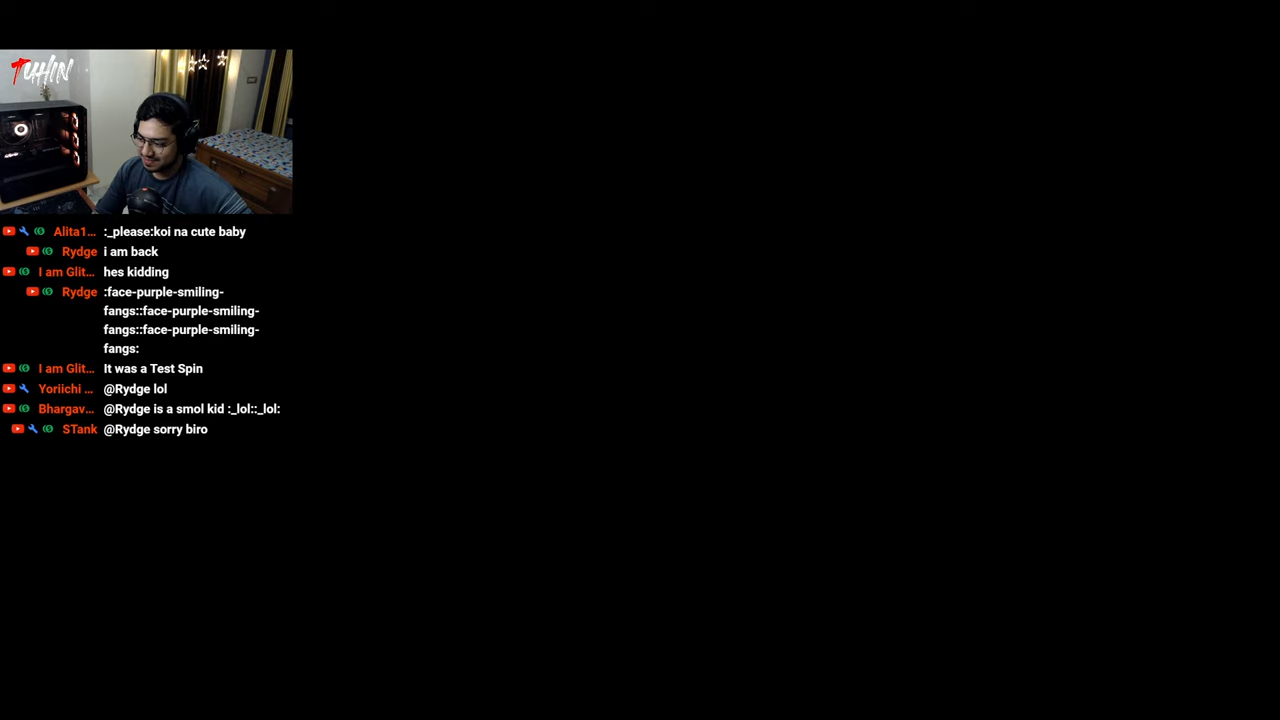 TUHIN
Alita1... :_please:koi na cute baby
Rydge i am back
I am Glit... hes kidding
Rydge :face-purple-smiling-
fangs::face-purple-smiling-
fangs::face-purple-smiling-
fangs:
I am Glit... It was a Test Spin
Yoriichi ... @Rydge lol
Bhargav... @Rydge is a smol kid :_lol::_lol:
STank @Rydge sorry biro